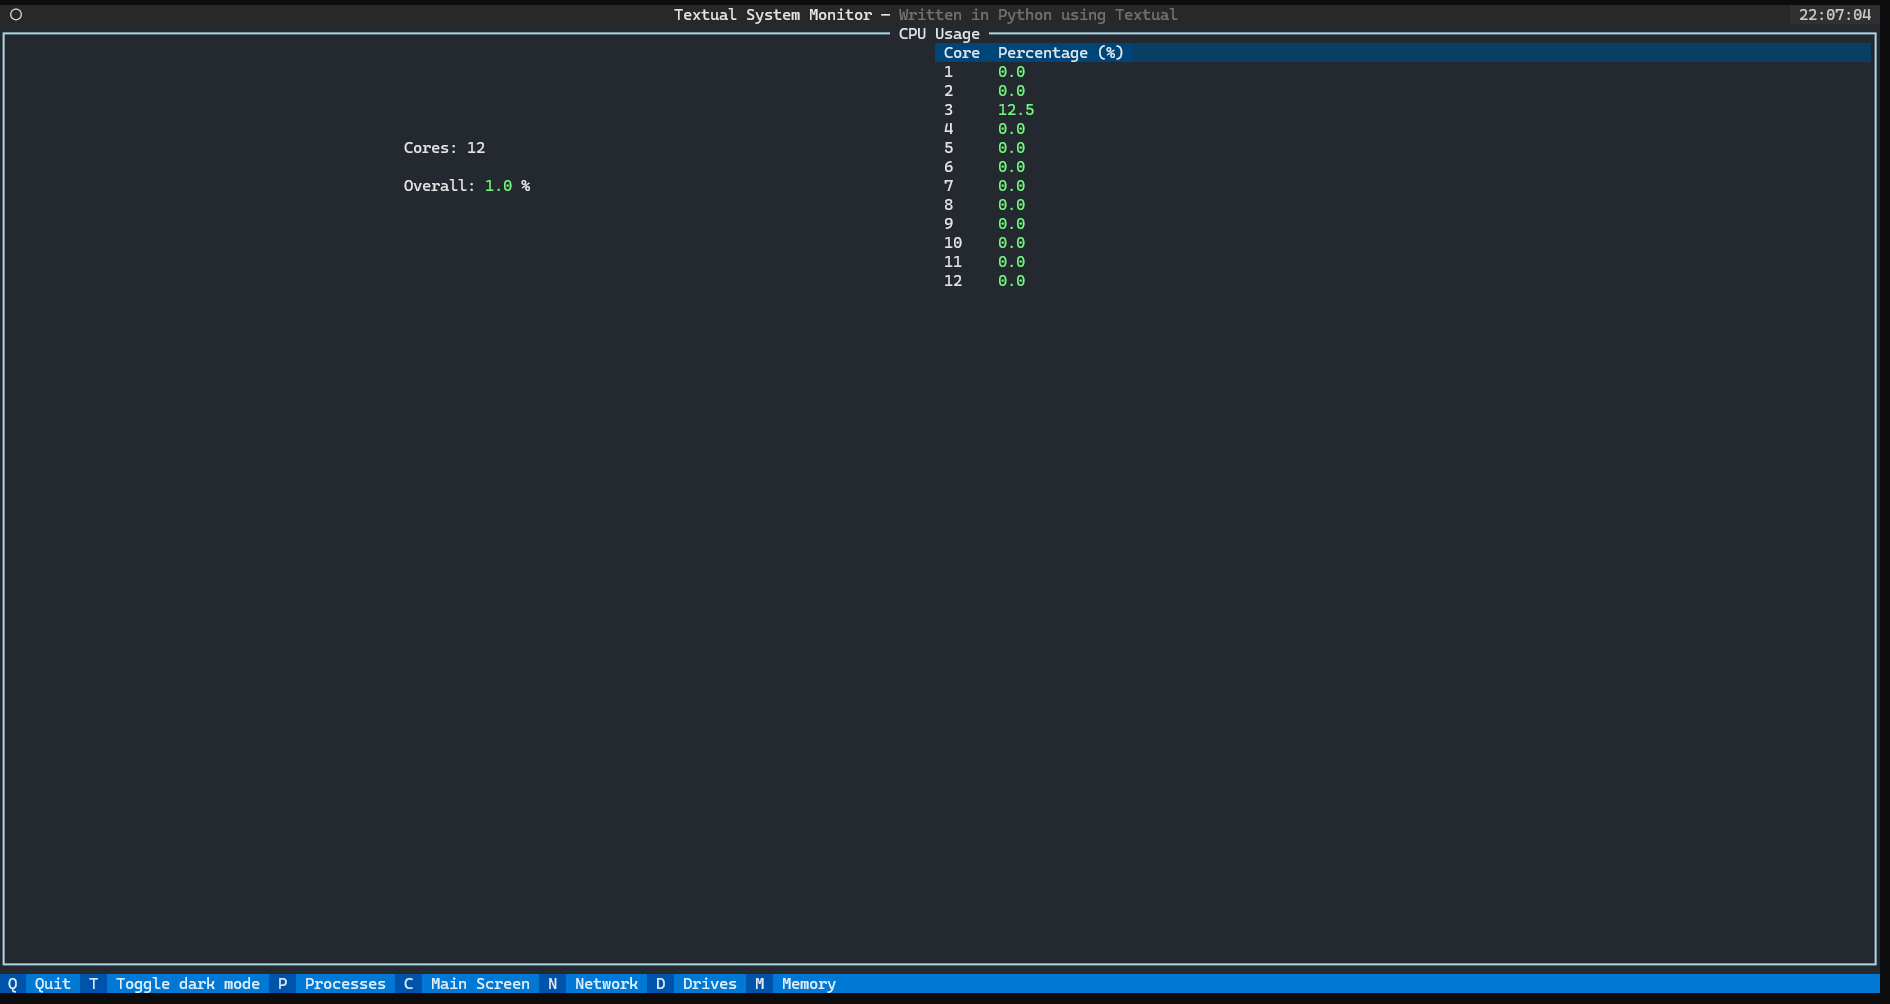 Textual System Monitor — Written in Python using Textual 22:07:04
CPU Usage
Cores: 12
Overall: 1.0 %
Core Percentage (%)
1 0.0
2 0.0
3 12.5
4 0.0
5 0.0
6 0.0
7 0.0
8 0.0
9 0.0
10 0.0
11 0.0
12 0.0
Q Quit T Toggle dark mode P Processes C Main Screen N Network D Drives M Memory